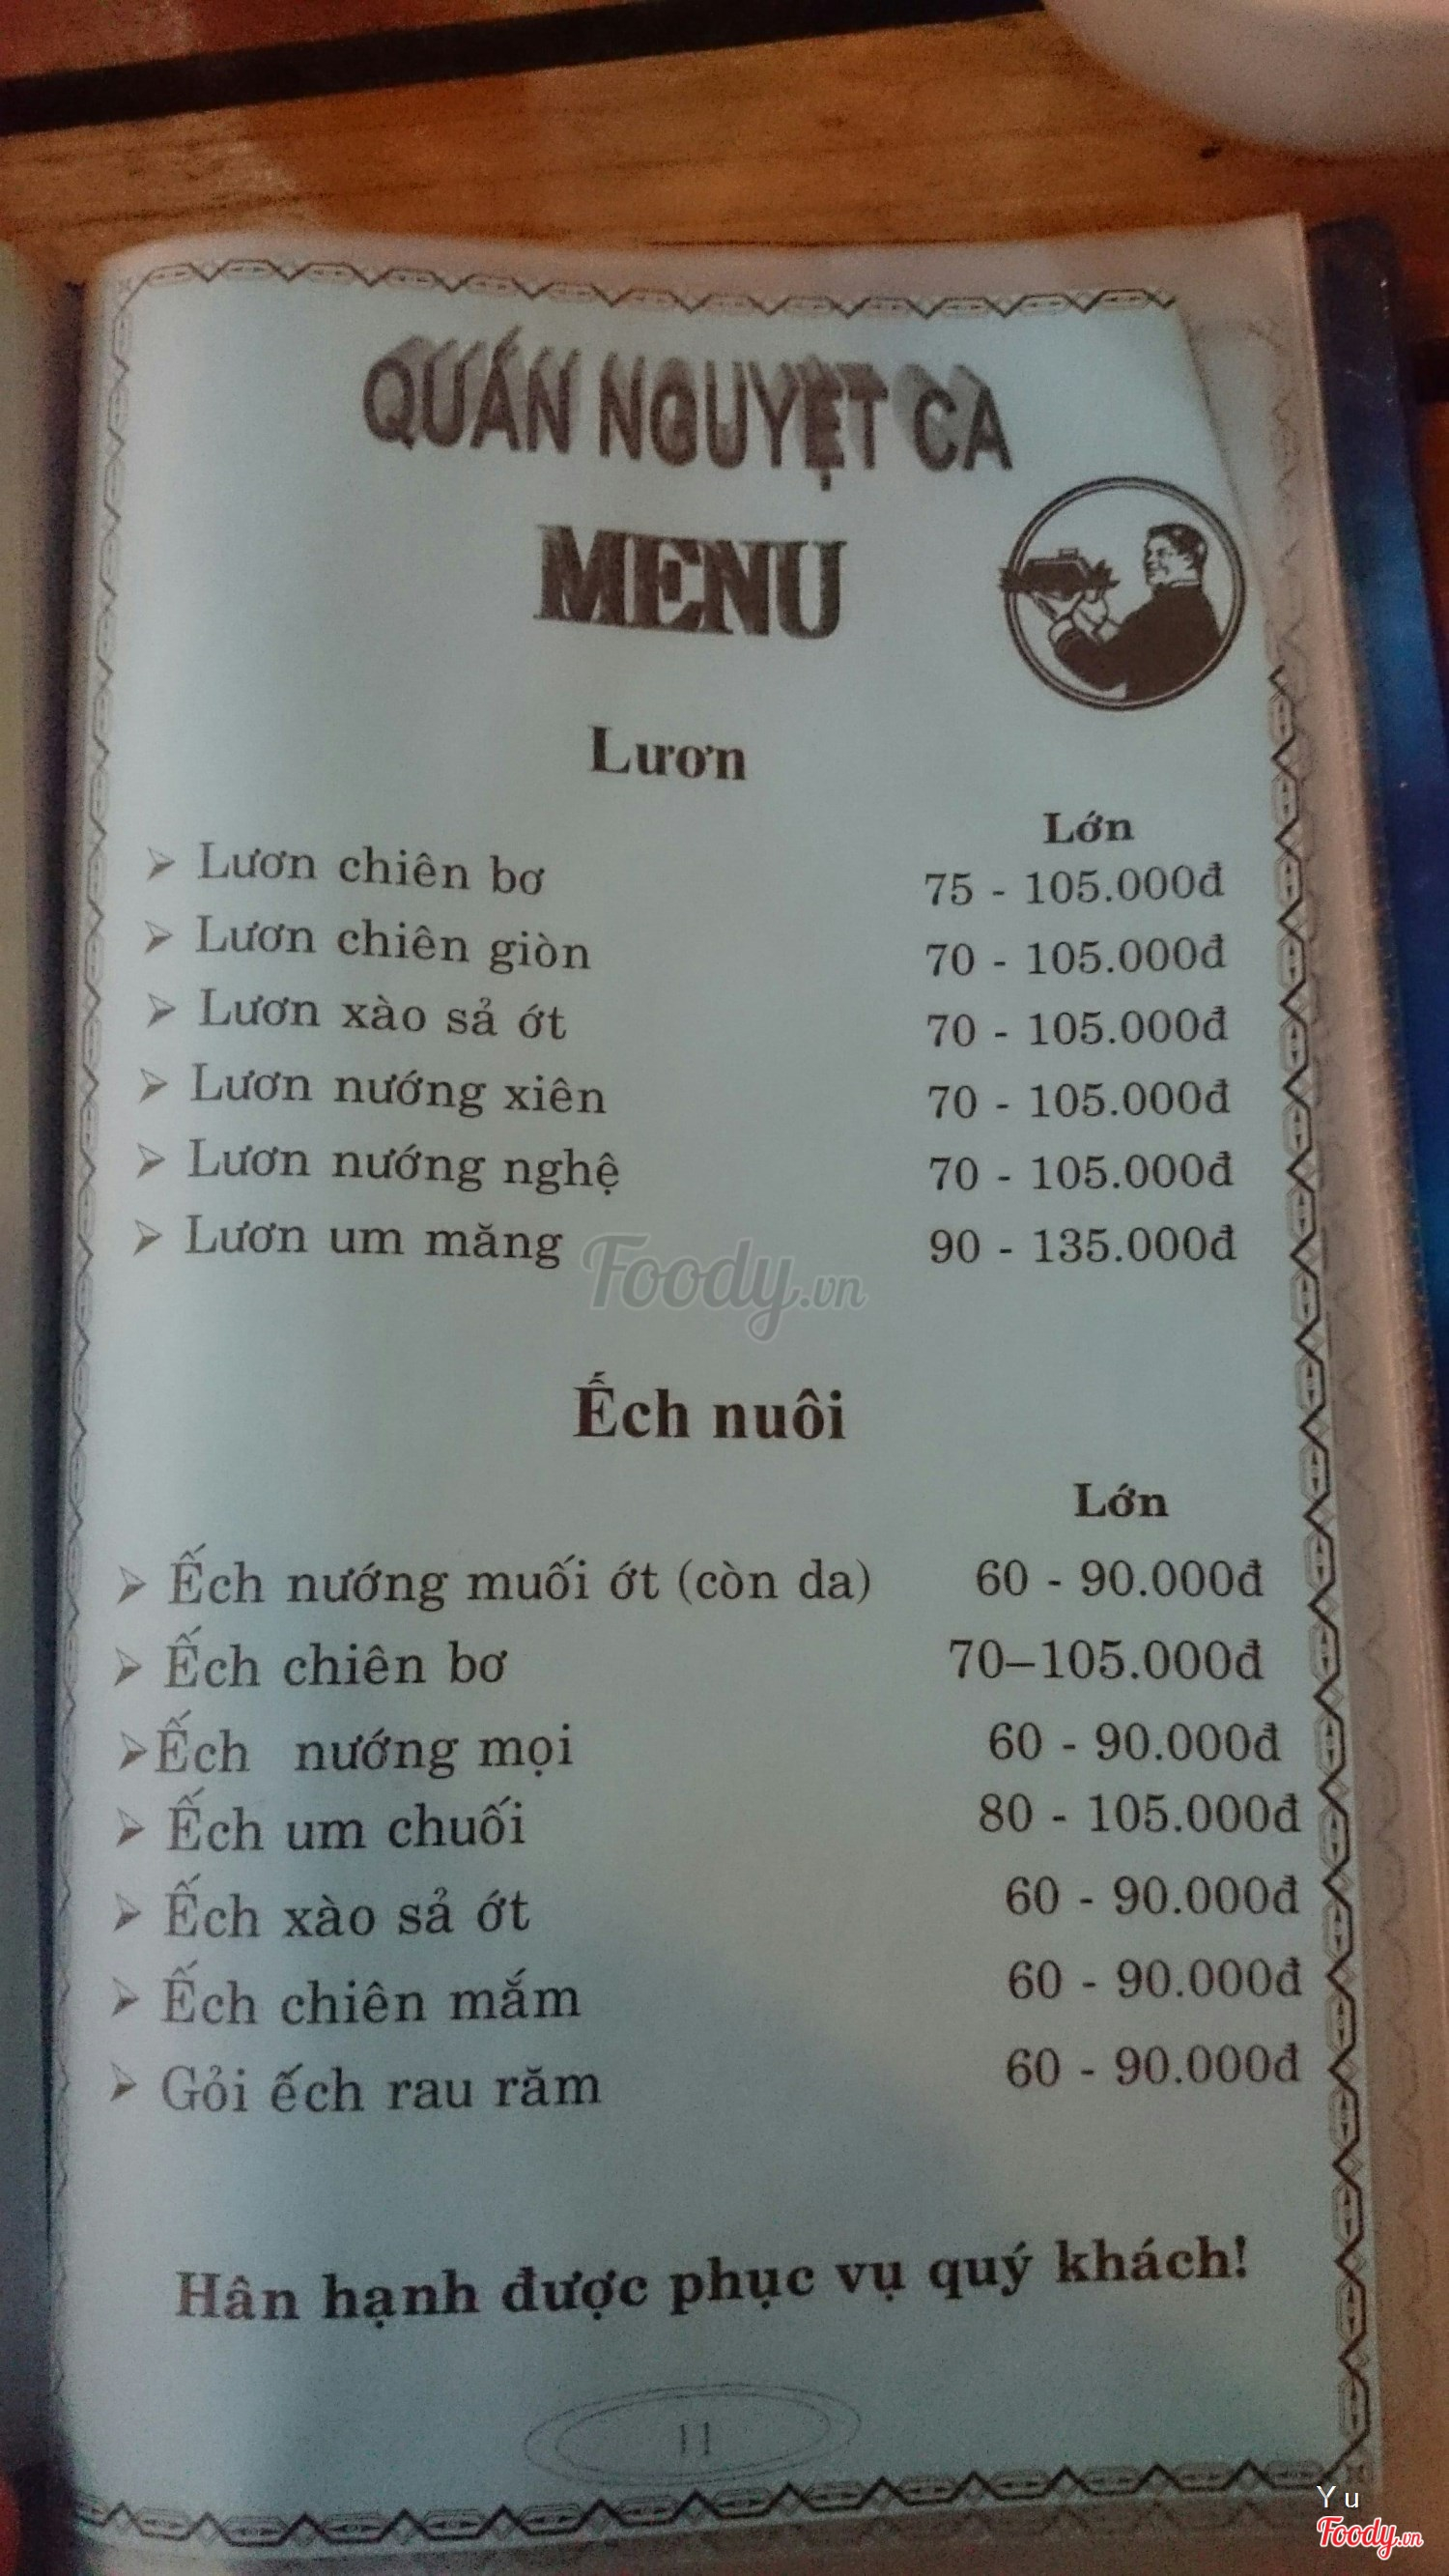 QUÁN NGUYỆT CA
MENU
Lươn
Lớn
➢ Lươn chiên bơ 75 - 105.000đ
➢ Lươn chiên giòn 70 - 105.000đ
➢ Lươn xào sả ớt 70 - 105.000đ
➢ Lươn nướng xiên 70 - 105.000đ
➢ Lươn nướng nghệ 70 - 105.000đ
➢ Lươn um măng 90 - 135.000đ
Foody.vn
Ếch nuôi
Lớn
➢ Ếch nướng muối ớt (còn da) 60 - 90.000đ
➢ Ếch chiên bơ 70–105.000đ
➢Ếch nướng mọi 60 - 90.000đ
➢ Ếch um chuối 80 - 105.000đ
➢ Ếch xào sả ớt 60 - 90.000đ
➢ Ếch chiên mắm 60 - 90.000đ
➢ Gỏi ếch rau răm 60 - 90.000đ
Hân hạnh được phục vụ quý khách!
11
Yu
Foody.vn